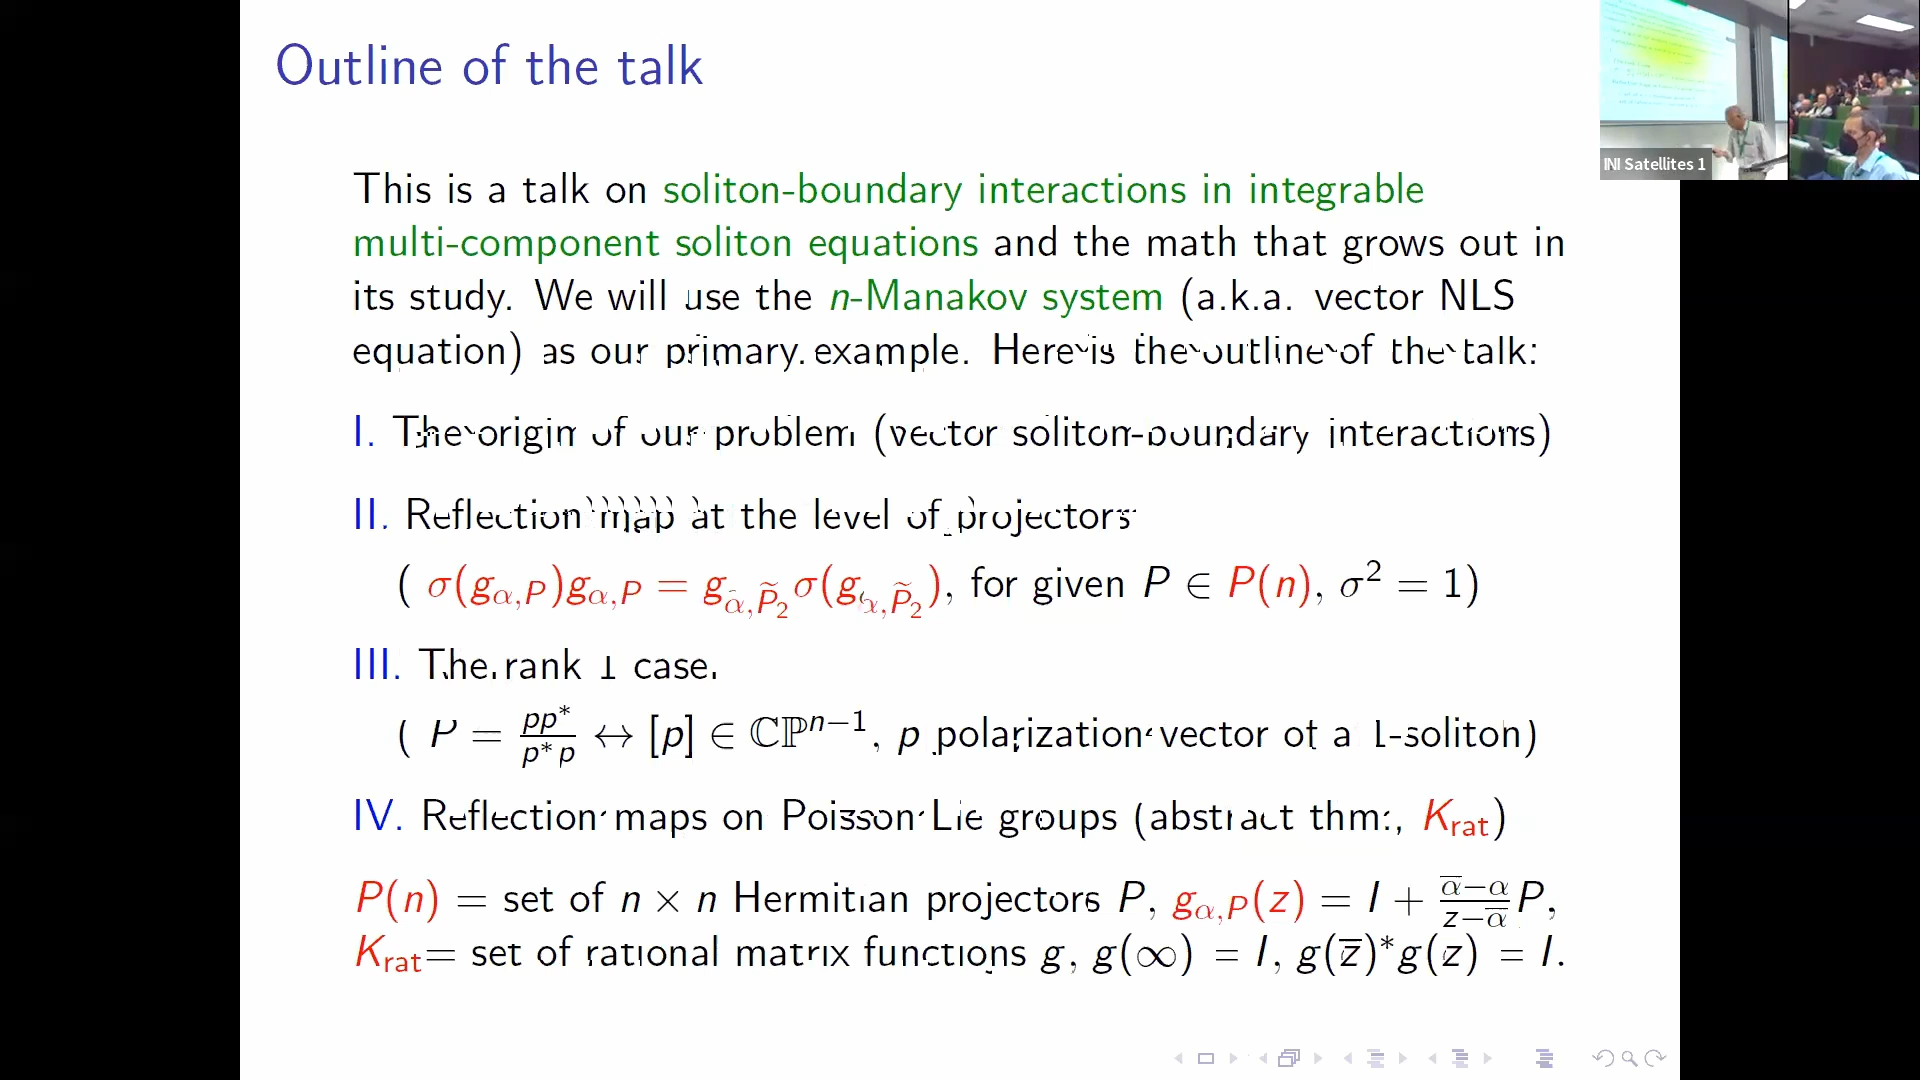 Outline of the talk
This is a talk on soliton-boundary interactions in integrable
multi-component soliton equations and the math that grows out in
its study. We will use the n-Manakov system (a.k.a. vector NLS
equation) as our primary example. Here is the outline of the talk:
I. The origin of our problem (vector soliton-boundary interactions)
II. Reflection map at the level of projectors
( σ(g_{α,P})g_{α,P} = g_{α,P̃₂}σ(g_{α,P̃₂}), for given P ∈ P(n), σ² = 1)
III. The rank 1 case.
( P = pp*/p*p ↔ [p] ∈ ℂℙⁿ⁻¹, p polarization vector of a 1-soliton)
IV. Reflection maps on Poisson Lie groups (abstract thm:, K_rat)
P(n) = set of n × n Hermitian projectors P, g_{α,P}(z) = I + (α̅−α)/(z−α̅) P,
K_rat = set of rational matrix functions g, g(∞) = I, g(z̅)*g(z) = I.
INI Satellites 1